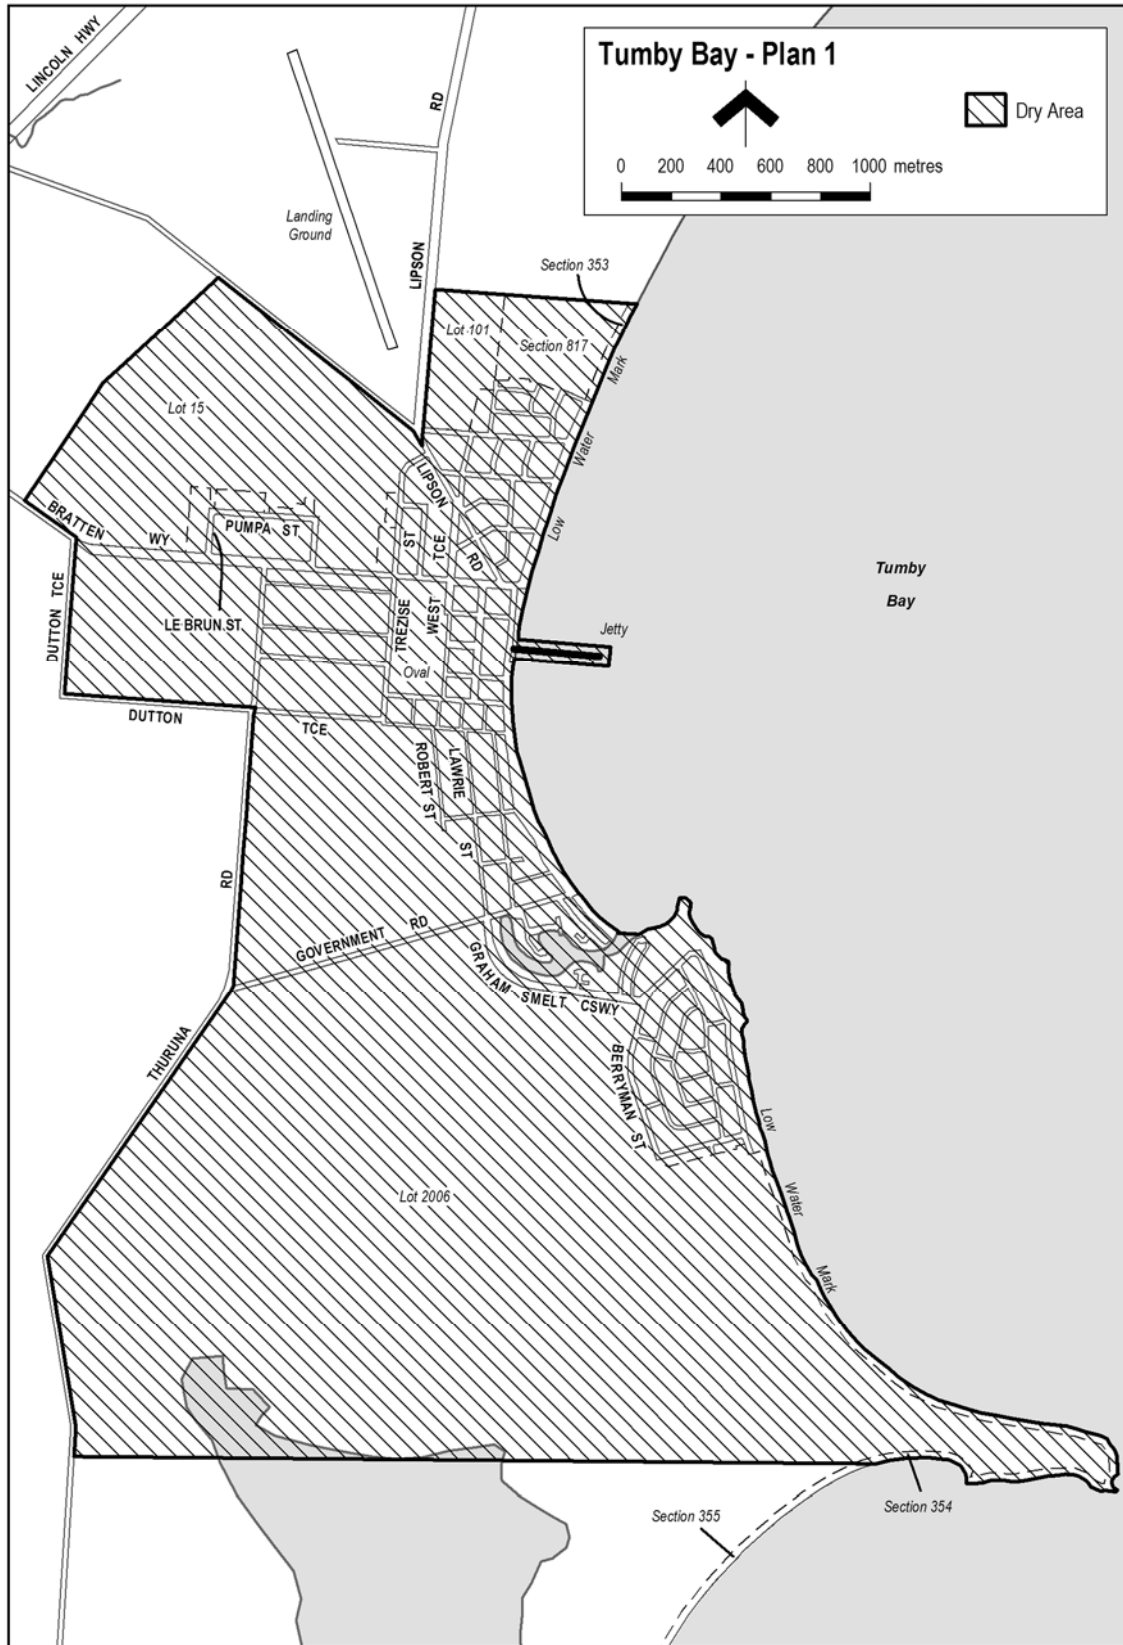 LINCOLN HWY
Tumby Bay - Plan 1
Dry Area
0 200 400 600 800 1000 metres
RD
Landing
Ground
LIPSON
Section 353
Lot 101
Section 817
Mark
Lot 15
Water
LIPSON
BRATTEN
WY
PUMPA ST
ST
TCE
RD
Low
Tumby
Bay
DUTTON TCE
LE BRUN ST
TREZISE
WEST
Jetty
Oval
DUTTON
TCE
ROBERT ST
LAWRIE
ST
RD
GOVERNMENT RD
GRAHAM
SMELT
CSWY
THURUNA
BERRYMAN ST
Low
Lot 2006
Water
Mark
Section 354
Section 355